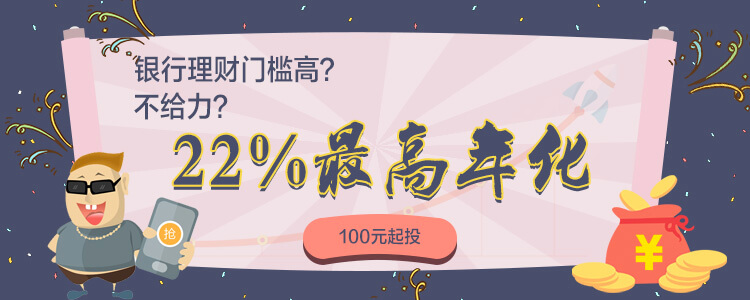 银行理财门槛高?
不给力?
22%最高年化
100元起投
抢
¥